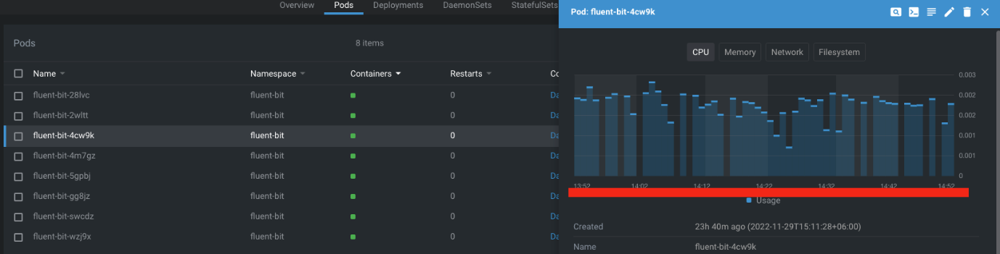 Overview Pods Deployments DaemonSets StatefulSets
Pods 8 items
Name Namespace Containers Restarts Co
fluent-bit-28lvc fluent-bit 0 Da
fluent-bit-2wltt fluent-bit 0 Da
fluent-bit-4cw9k fluent-bit 0 Da
fluent-bit-4m7gz fluent-bit 0 Da
fluent-bit-5gpbj fluent-bit 0 Da
fluent-bit-gg8jz fluent-bit 0 Da
fluent-bit-swcdz fluent-bit 0 Da
fluent-bit-wzj9x fluent-bit 0 Da
Pod: fluent-bit-4cw9k
CPU Memory Network Filesystem
0.003
0.002
0.002
0.001
0.001
0
13:52 14:02 14:12 14:22 14:32 14:42 14:52
Usage
Created 23h 40m ago (2022-11-29T15:11:28+06:00)
Name fluent-bit-4cw9k